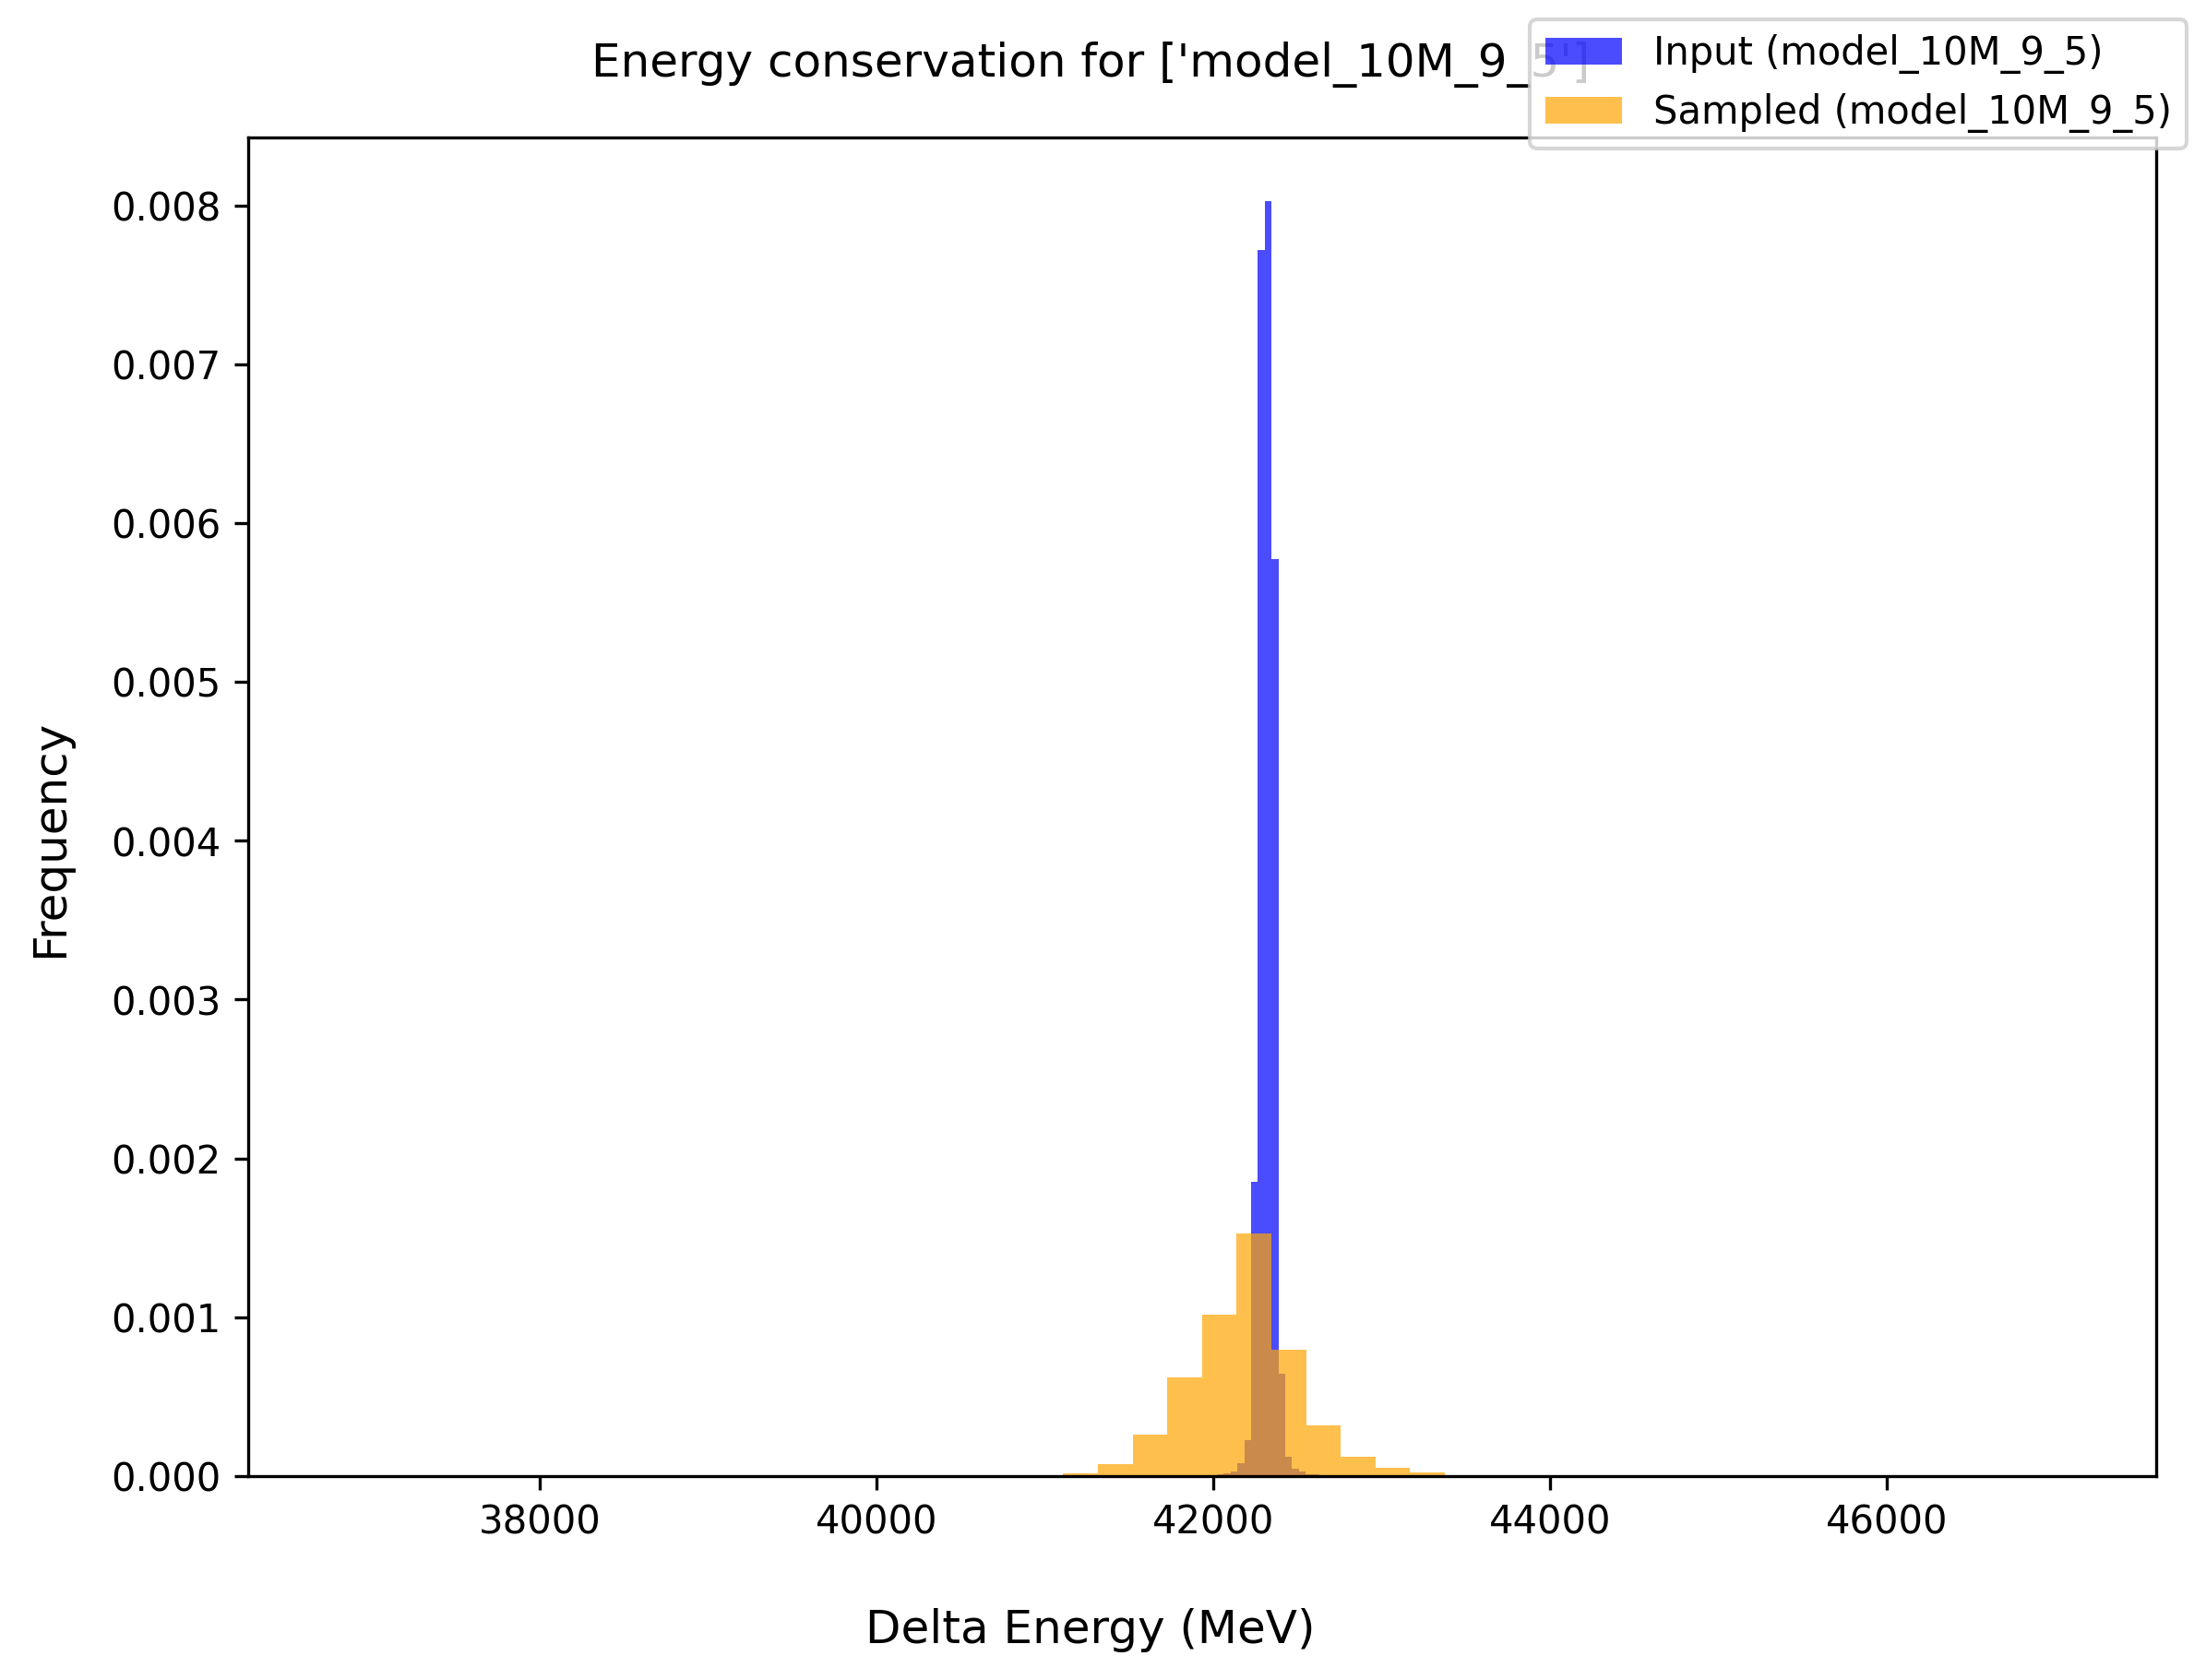 Energy conservation for ['model_10M_9_5']
Input (model_10M_9_5)
Sampled (model_10M_9_5)
Frequency
0.008
0.007
0.006
0.005
0.004
0.003
0.002
0.001
0.000
38000 40000 42000 44000 46000
Delta Energy (MeV)